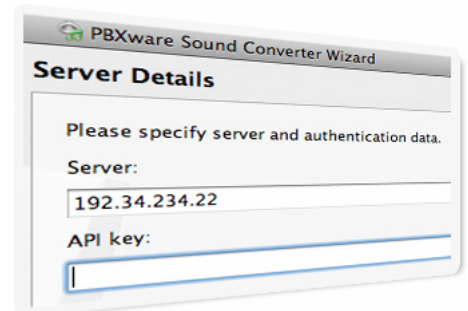 PBXware Sound Converter Wizard
Server Details
Please specify server and authentication data.
Server:
192.34.234.22
API key: